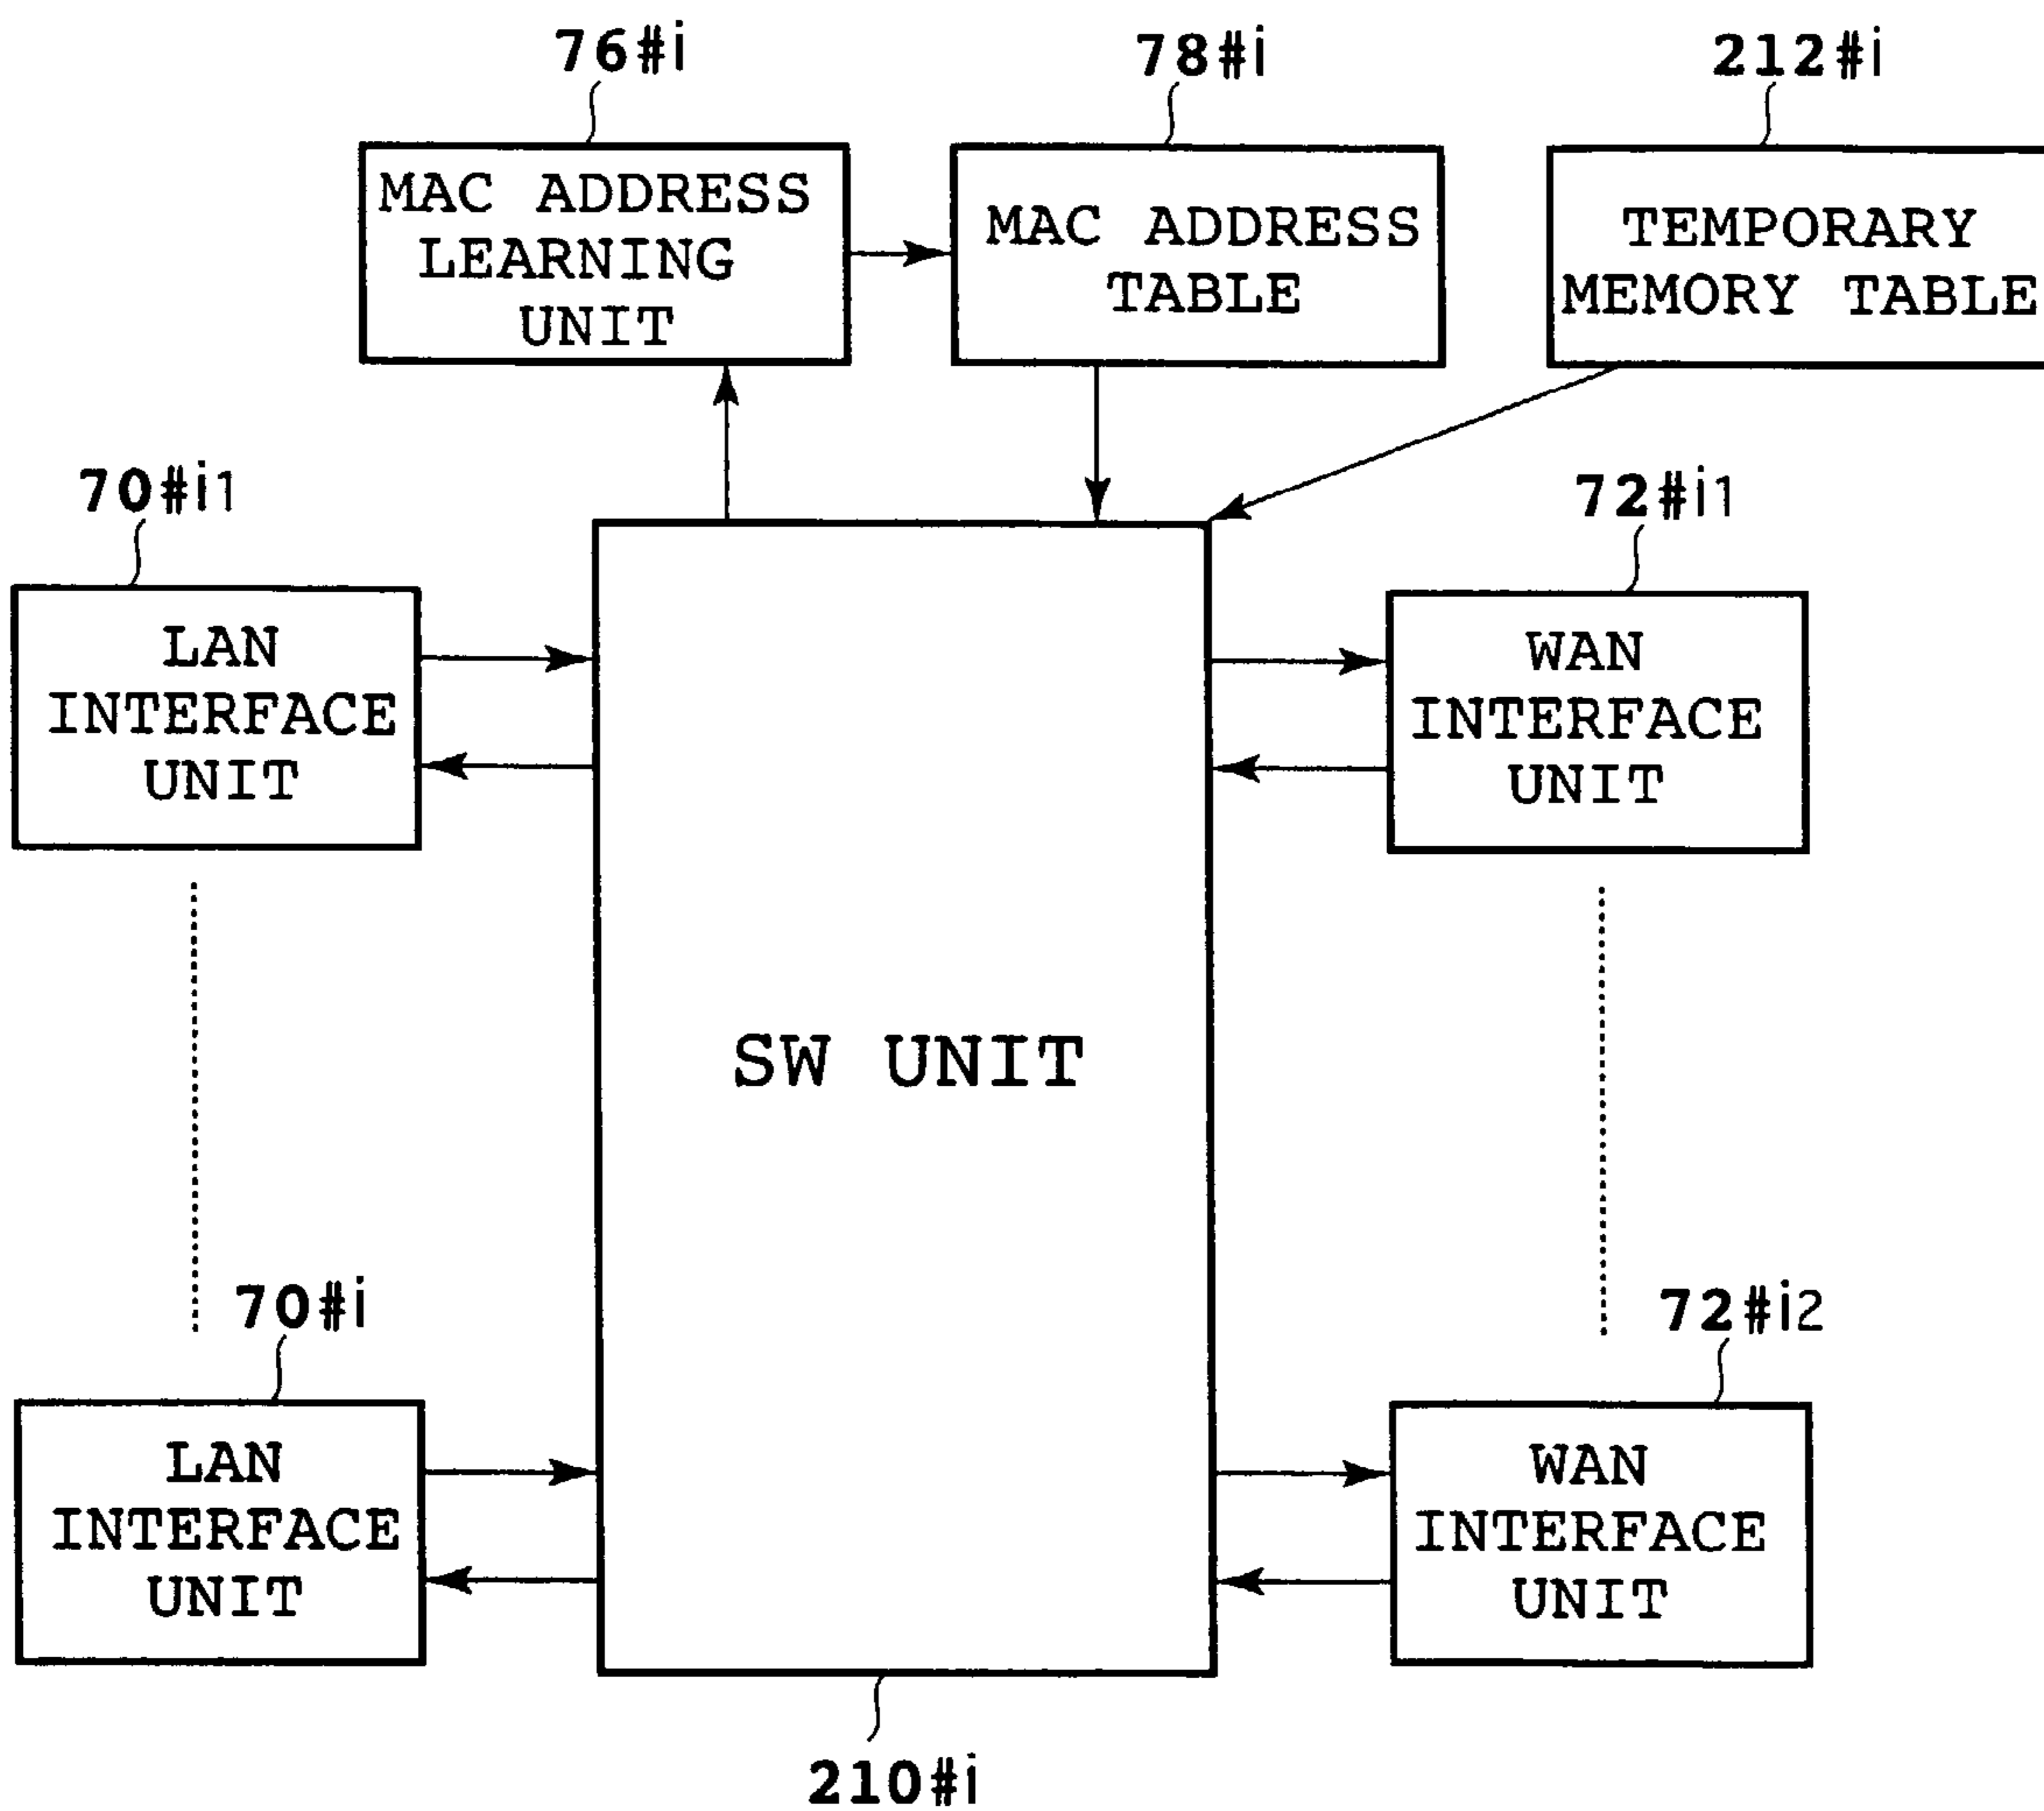 76#i
78#i
212#i
MAC ADDRESS
LEARNING
UNIT
MAC ADDRESS
TABLE
TEMPORARY
MEMORY TABLE
70#i1
72#i1
LAN
INTERFACE
UNIT
WAN
INTERFACE
UNIT
SW UNIT
70#i
72#i2
LAN
INTERFACE
UNIT
WAN
INTERFACE
UNIT
210#i